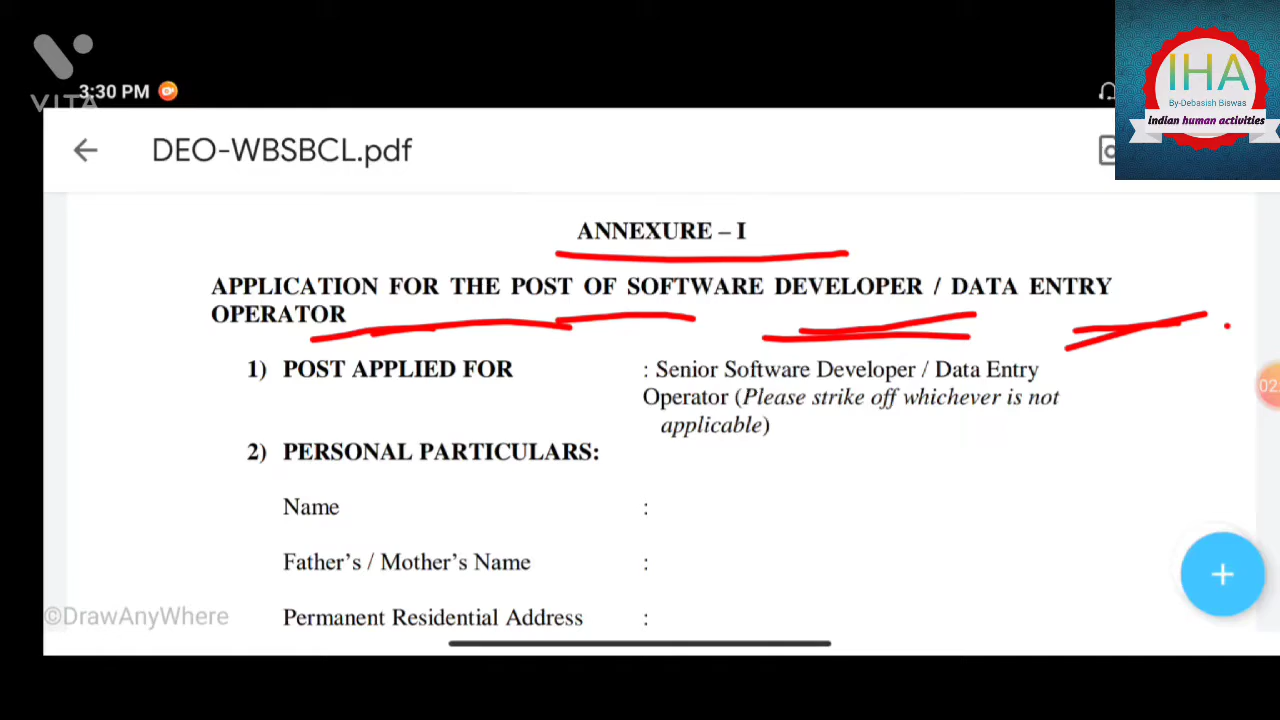 3:30 PM
VITA
IHA
By-Debasish Biswas
indian human activities
DEO-WBSBCL.pdf
ANNEXURE – I
APPLICATION FOR THE POST OF SOFTWARE DEVELOPER / DATA ENTRY
OPERATOR
1) POST APPLIED FOR : Senior Software Developer / Data Entry
Operator (Please strike off whichever is not
applicable)
2) PERSONAL PARTICULARS:
Name :
Father's / Mother's Name :
©DrawAnyWhere
Permanent Residential Address :
02